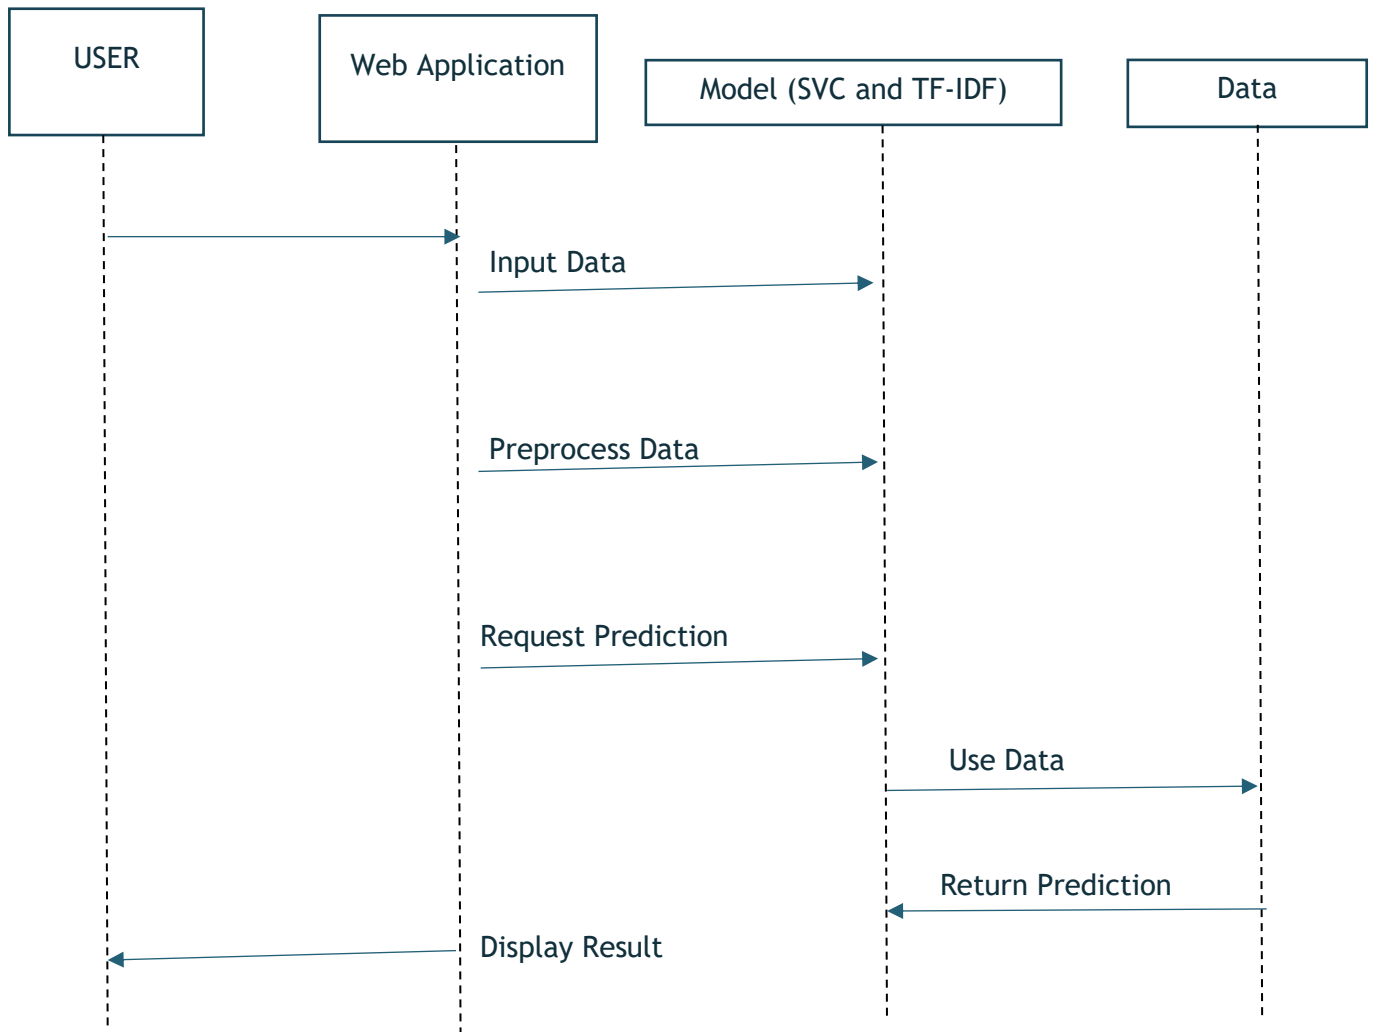 USER
Web Application
Model (SVC and TF-IDF)
Data
Input Data
Preprocess Data
Request Prediction
Use Data
Return Prediction
Display Result